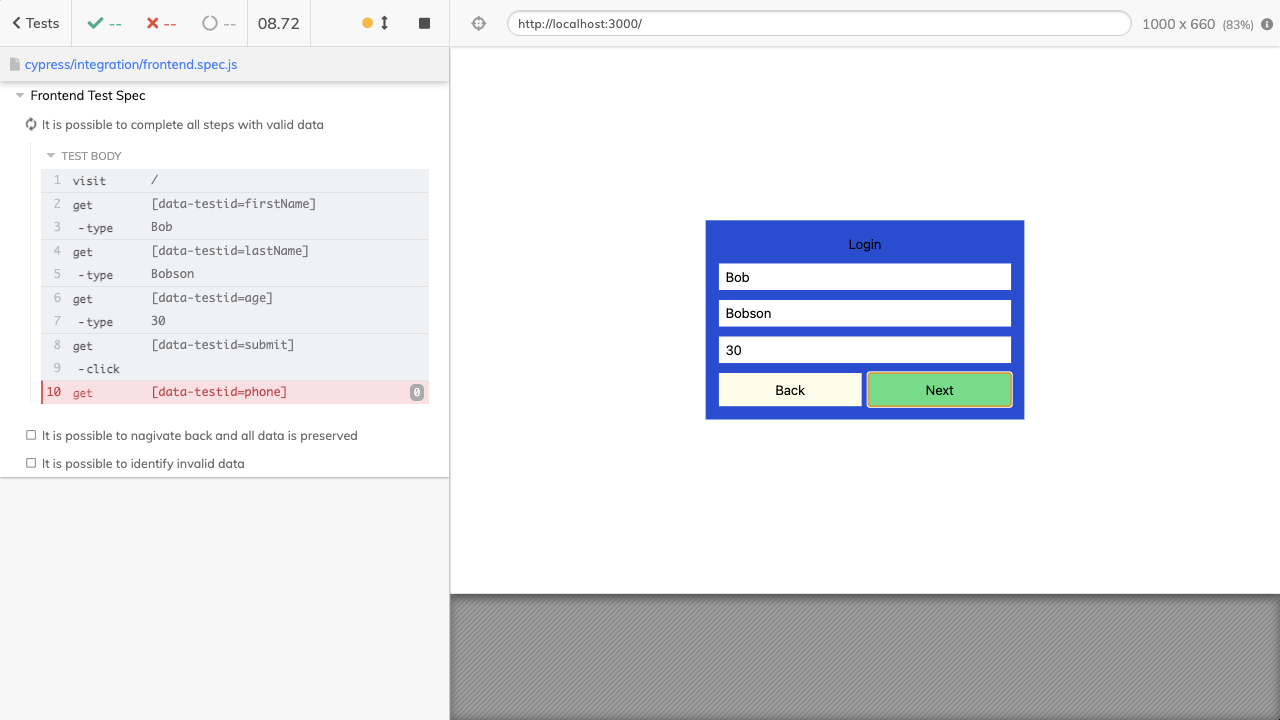 Tests -- -- -- 08.72
http://localhost:3000/ 1000 x 660 (83%)
cypress/integration/frontend.spec.js
Frontend Test Spec
It is possible to complete all steps with valid data
TEST BODY
1 visit /
2 get [data-testid=firstName]
3 -type Bob
4 get [data-testid=lastName]
5 -type Bobson
6 get [data-testid=age]
7 -type 30
8 get [data-testid=submit]
9 -click
10 get [data-testid=phone] 0
It is possible to nagivate back and all data is preserved
It is possible to identify invalid data
Login
Bob
Bobson
30
Back Next